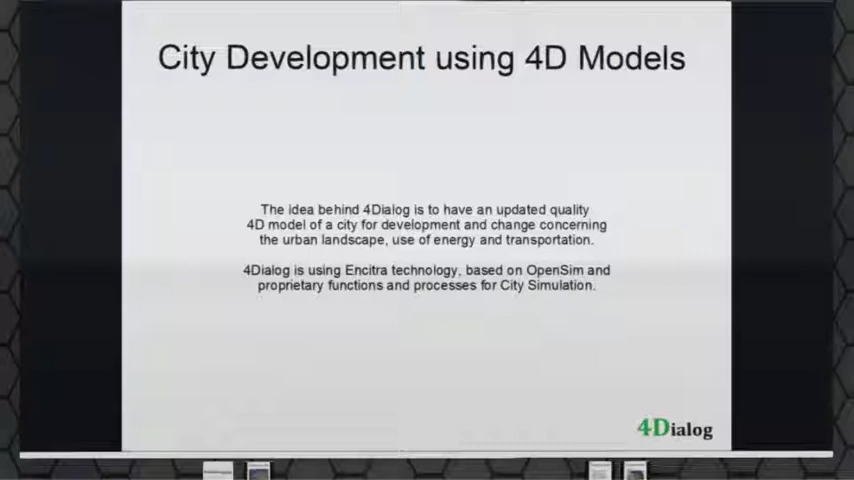 City Development using 4D Models
The idea behind 4Dialog is to have an updated quality
4D model of a city for development and change concerning
the urban landscape, use of energy and transportation.
4Dialog is using Encitra technology, based on OpenSim and
proprietary functions and processes for City Simulation.
4Dialog